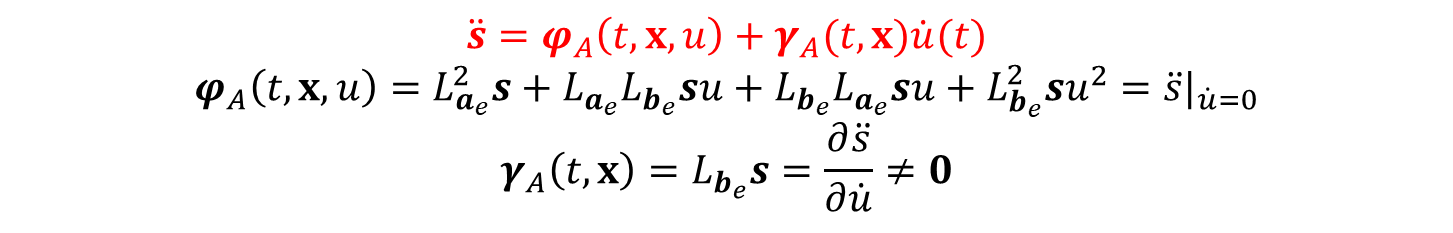 s̈ = φ_A(t, x, u) + γ_A(t, x)u̇(t)
φ_A(t, x, u) = L²_{a_e}s + L_{a_e}L_{b_e}su + L_{b_e}L_{a_e}su + L²_{b_e}su² = s̈|_{u̇=0}
γ_A(t, x) = L_{b_e}s = ∂s̈/∂u̇ ≠ 0